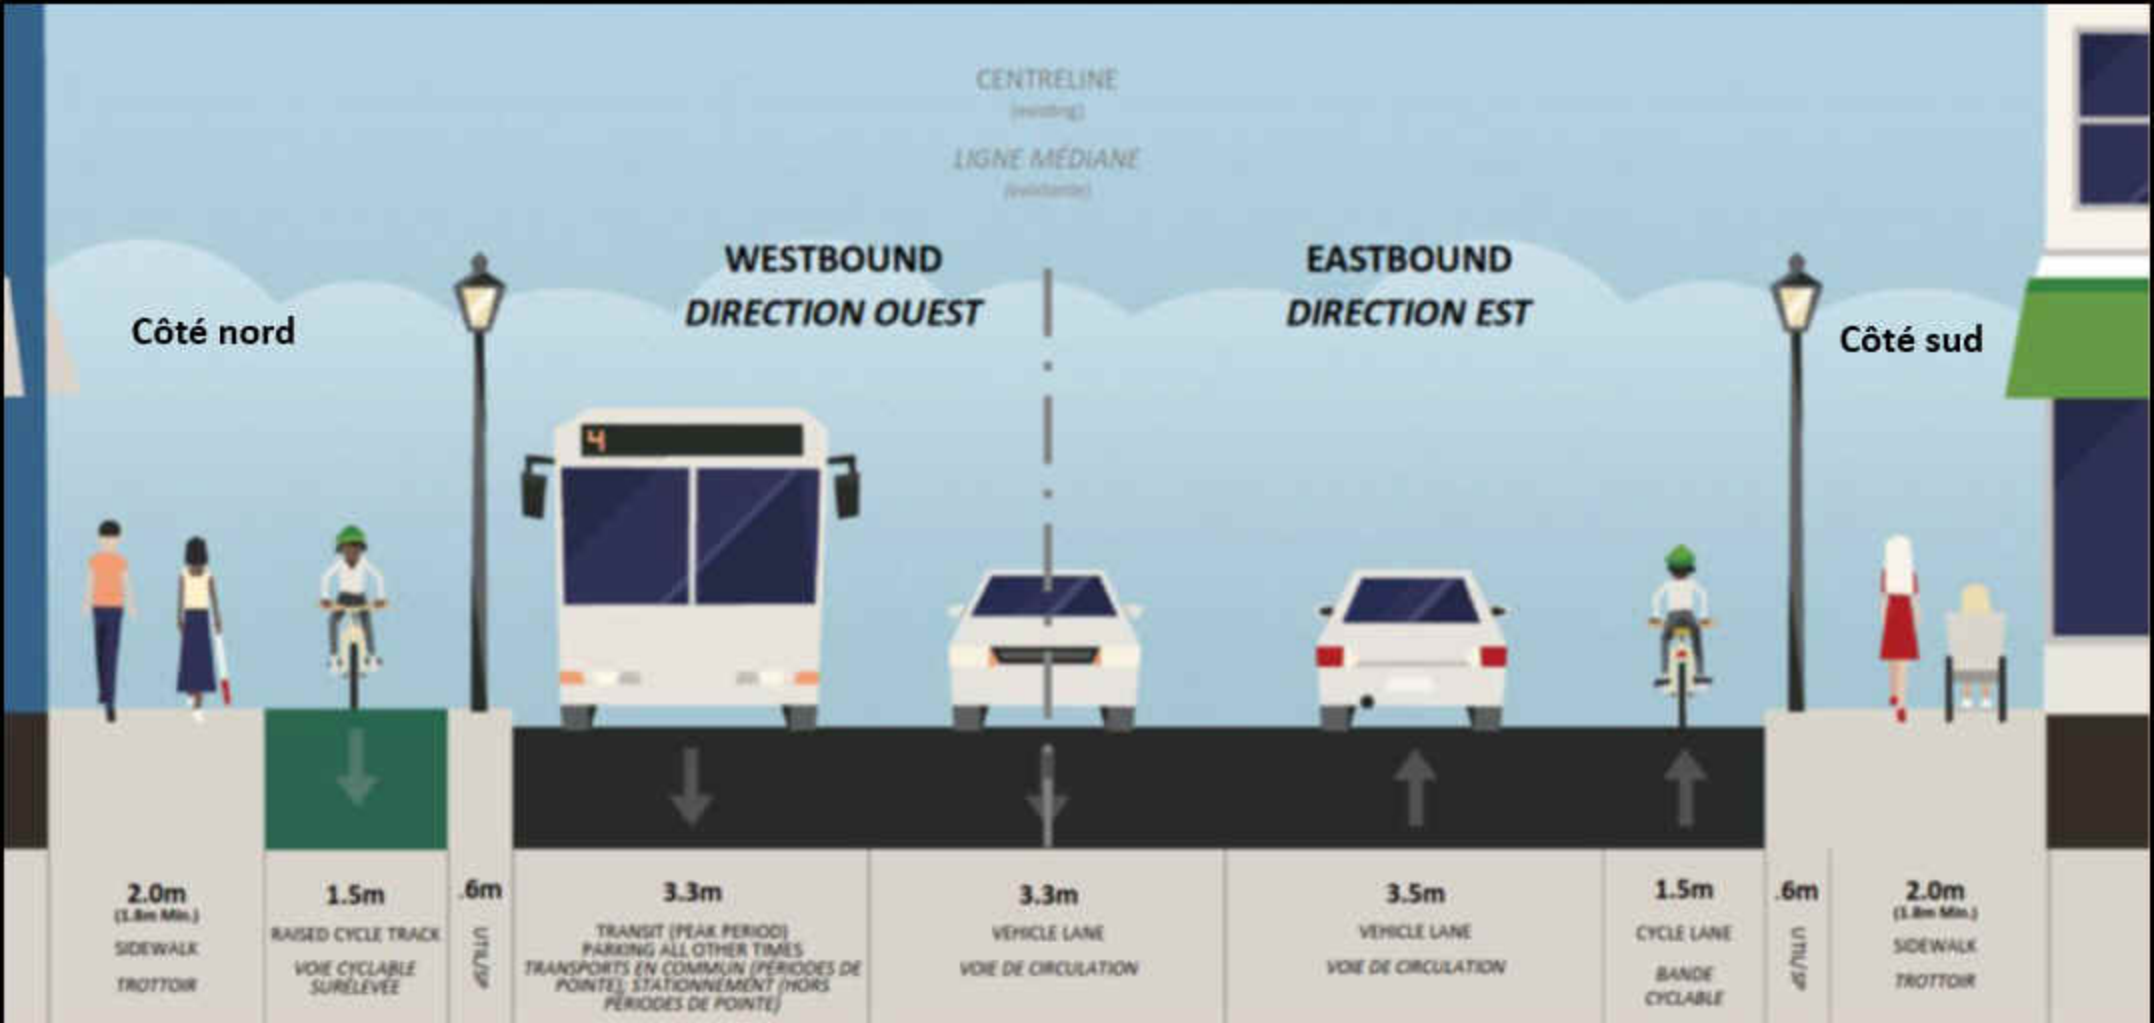 CENTRELINE
(existing)
LIGNE MÉDIANE
(existante)
WESTBOUND
DIRECTION OUEST
EASTBOUND
DIRECTION EST
Côté nord
Côté sud
4
2.0m
(1.8m Min.)
SIDEWALK
TROTTOIR
1.5m
RAISED CYCLE TRACK
VOIE CYCLABLE
SURÉLEVÉE
.6m
UTIL/SP
3.3m
TRANSIT (PEAK PERIOD)
PARKING ALL OTHER TIMES
TRANSPORTS EN COMMUN (PÉRIODES DE
POINTE); STATIONNEMENT (HORS
PÉRIODES DE POINTE)
3.3m
VEHICLE LANE
VOIE DE CIRCULATION
3.5m
VEHICLE LANE
VOIE DE CIRCULATION
1.5m
CYCLE LANE
BANDE
CYCLABLE
.6m
UTIL/SP
2.0m
(1.8m Min.)
SIDEWALK
TROTTOIR